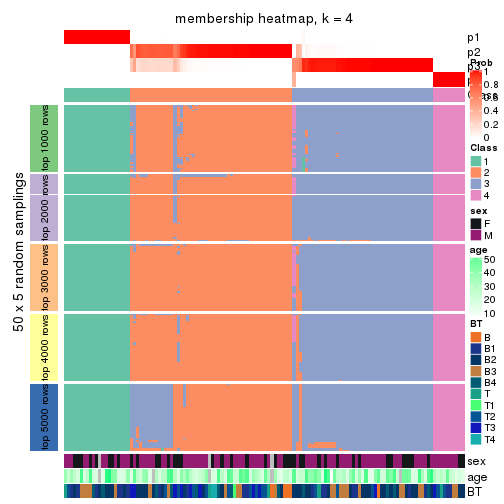 membership heatmap, k = 4
50 x 5 random samplings
top 1000 rows
top 2000 rows
top 3000 rows
top 4000 rows
top 5000 rows
p1
p2
p3
sex
age
BT
Prob
1
0.8
0.6
0.4
0.2
0
Class
1
2
3
4
sex
F
M
age
50
40
30
20
10
BT
B
B1
B2
B3
B4
T
T1
T2
T3
T4